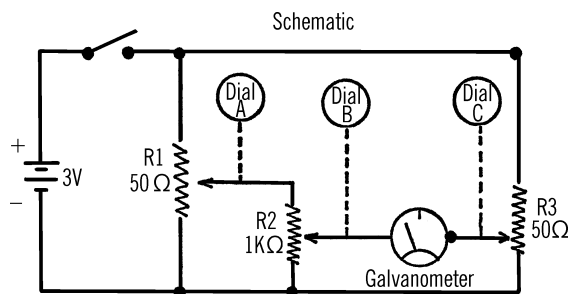 Schematic
Dial
A
Dial
B
Dial
C
+
3V
−
R1
50 Ω
R2
1KΩ
R3
50Ω
Galvanometer